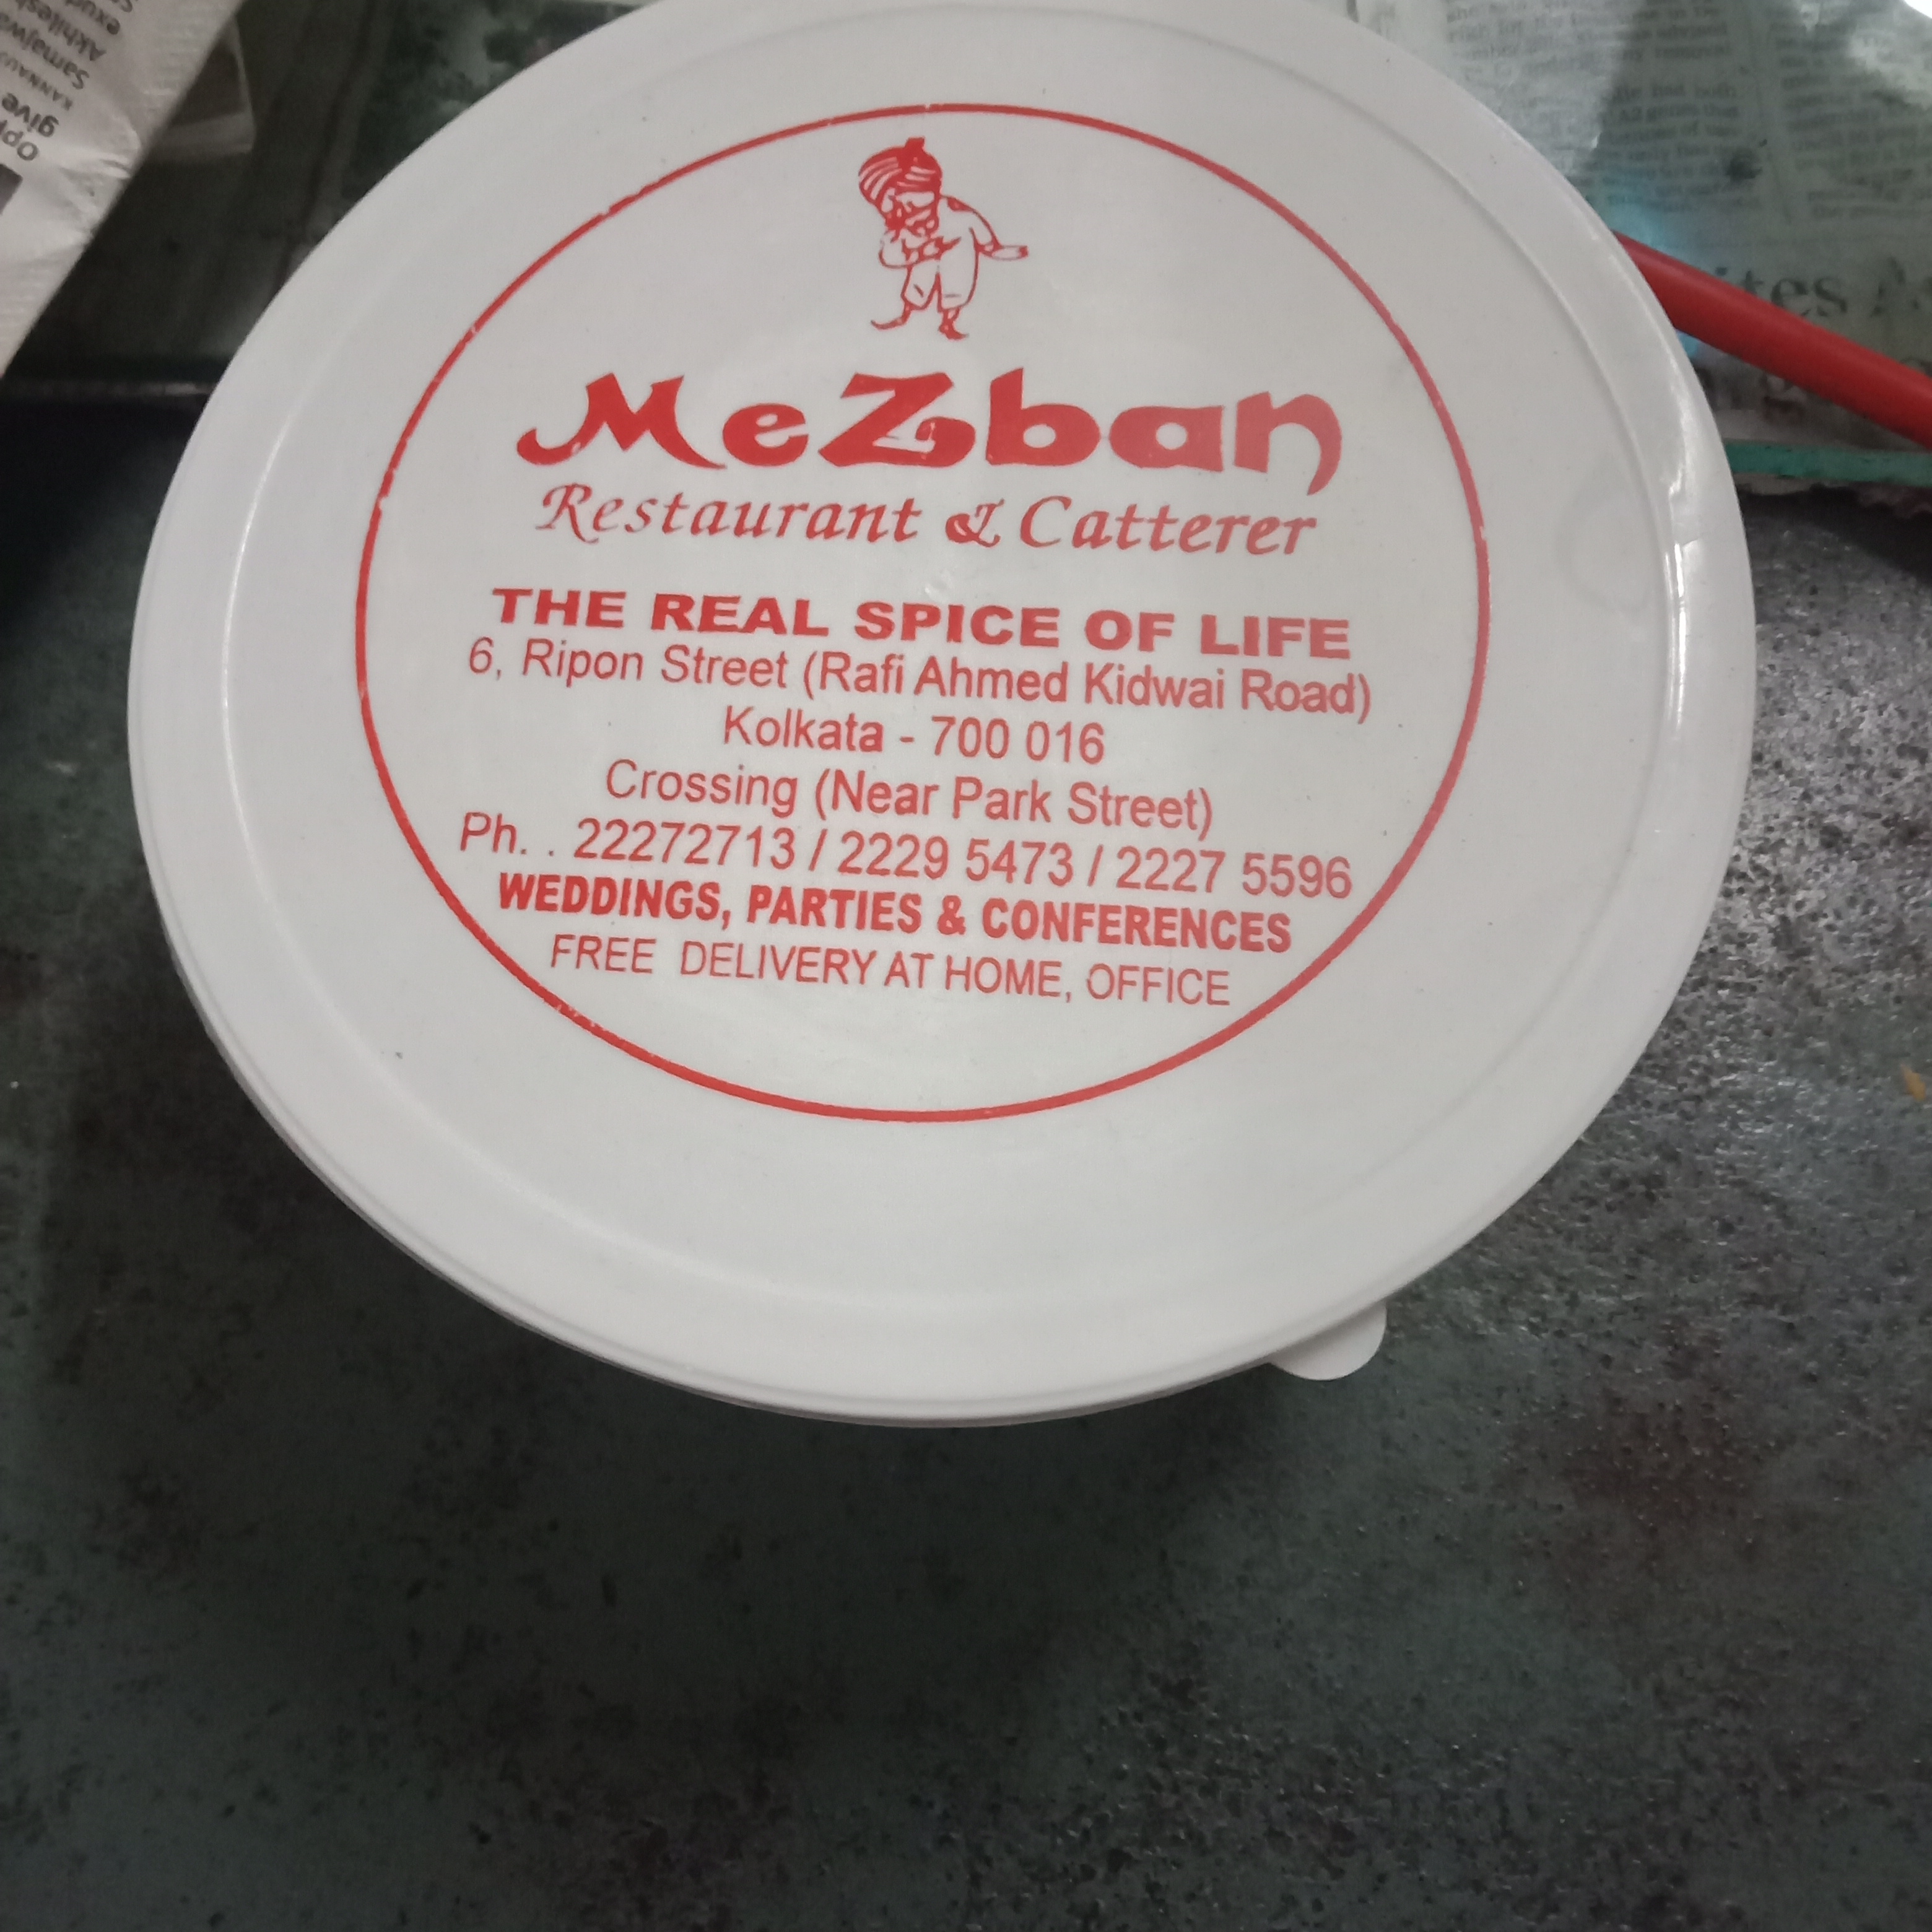 MeZban
Restaurant & Catterer
THE REAL SPICE OF LIFE
6, Ripon Street (Rafi Ahmed Kidwai Road)
Kolkata - 700 016
Crossing (Near Park Street)
Ph. . 22272713 / 2229 5473 / 2227 5596
WEDDINGS, PARTIES & CONFERENCES
FREE DELIVERY AT HOME, OFFICE
give